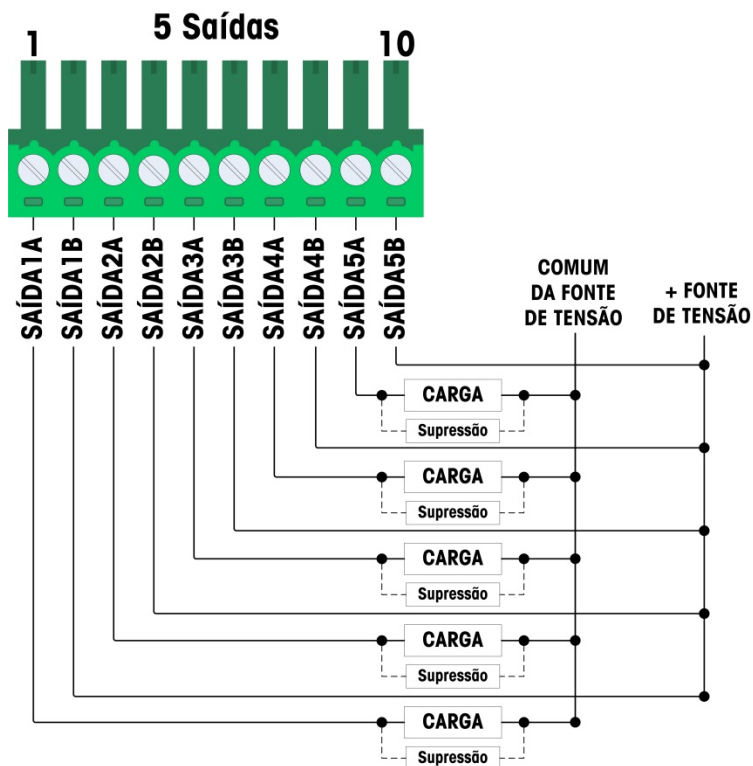 5 Saídas
1
10
SAÍDA1A
SAÍDA1B
SAÍDA2A
SAÍDA2B
SAÍDA3A
SAÍDA3B
SAÍDA4A
SAÍDA4B
SAÍDA5A
SAÍDA5B
COMUM
DA FONTE
DE TENSÃO
+ FONTE
DE TENSÃO
CARGA
Supressão
CARGA
Supressão
CARGA
Supressão
CARGA
Supressão
CARGA
Supressão